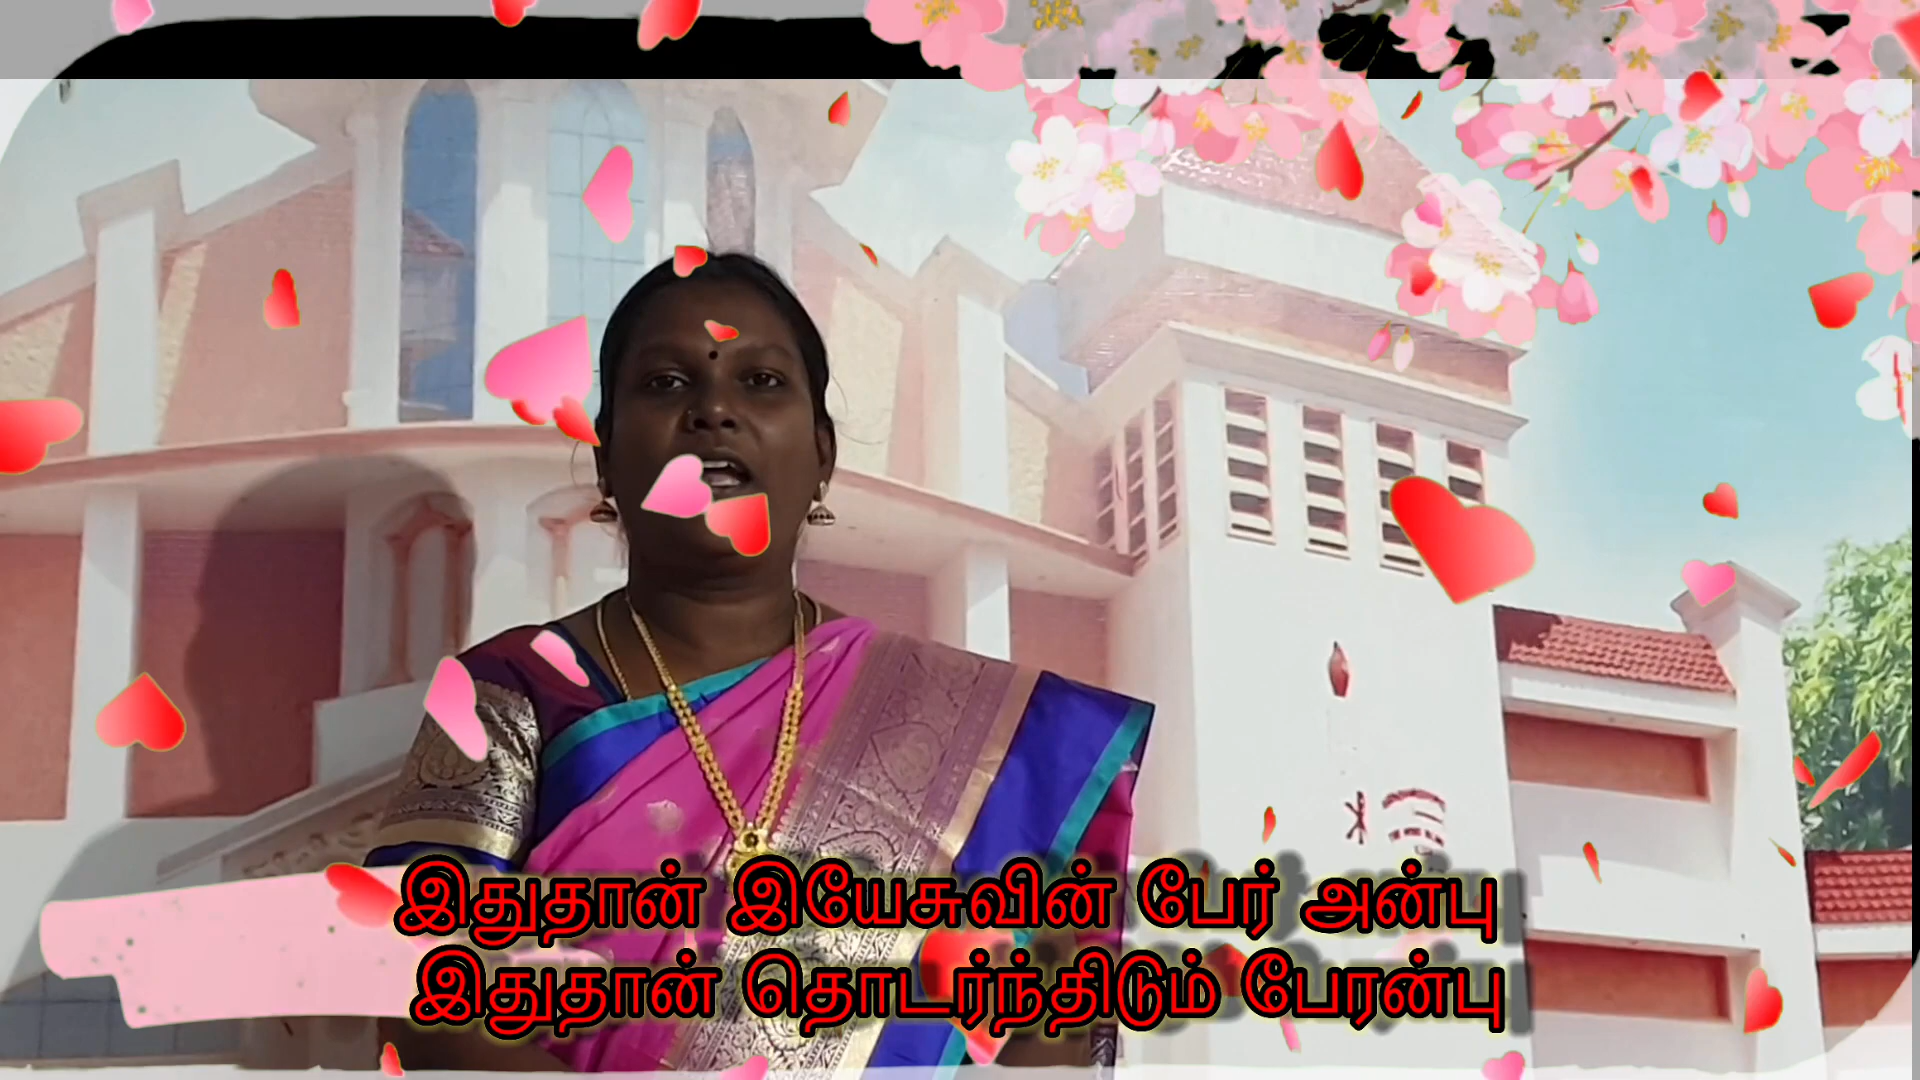 இதுதான் இயேசுவின் பேர் அன்பு
இதுதான் தொடர்ந்திடும் பேரன்பு